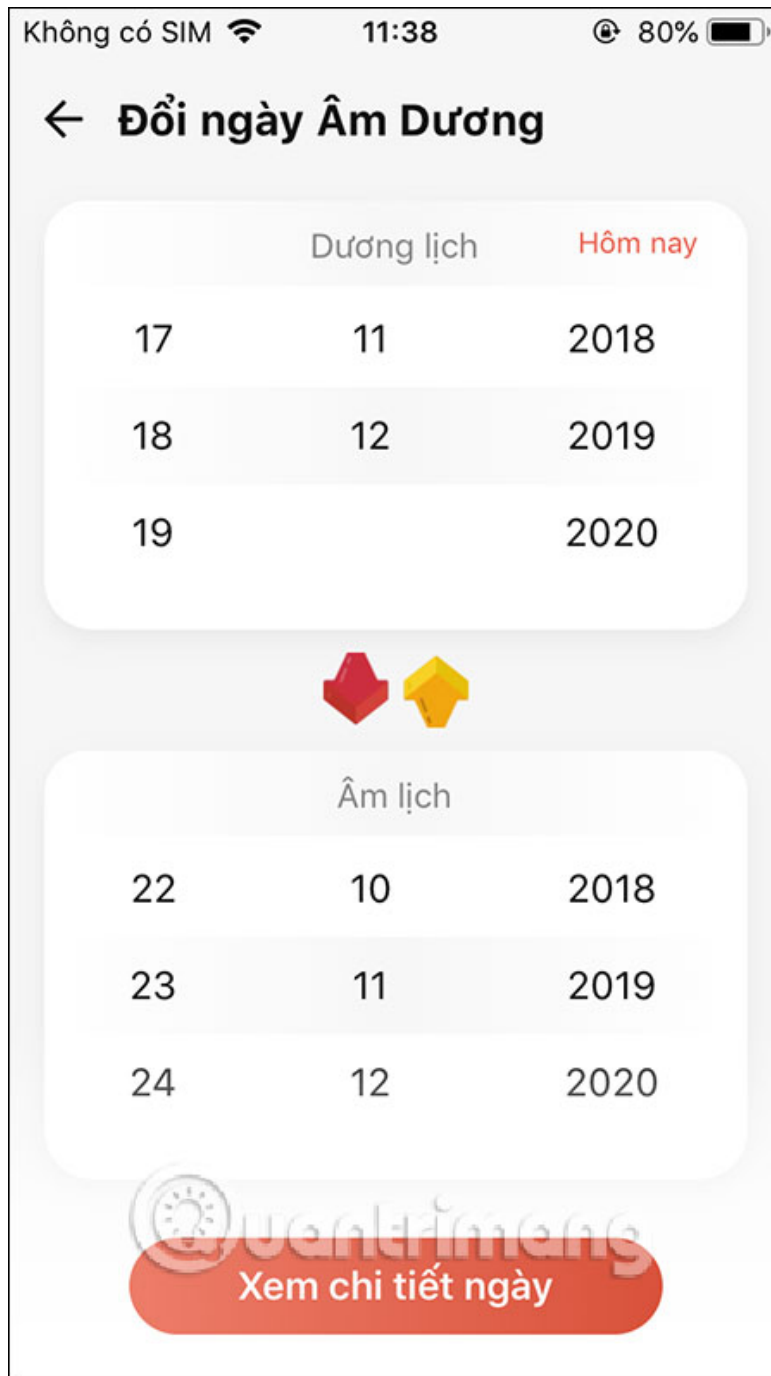 Không có SIM 11:38 80%
Đổi ngày Âm Dương
Dương lịch Hôm nay
17 11 2018
18 12 2019
19 2020
Âm lịch
22 10 2018
23 11 2019
24 12 2020
Quantrimang
Xem chi tiết ngày